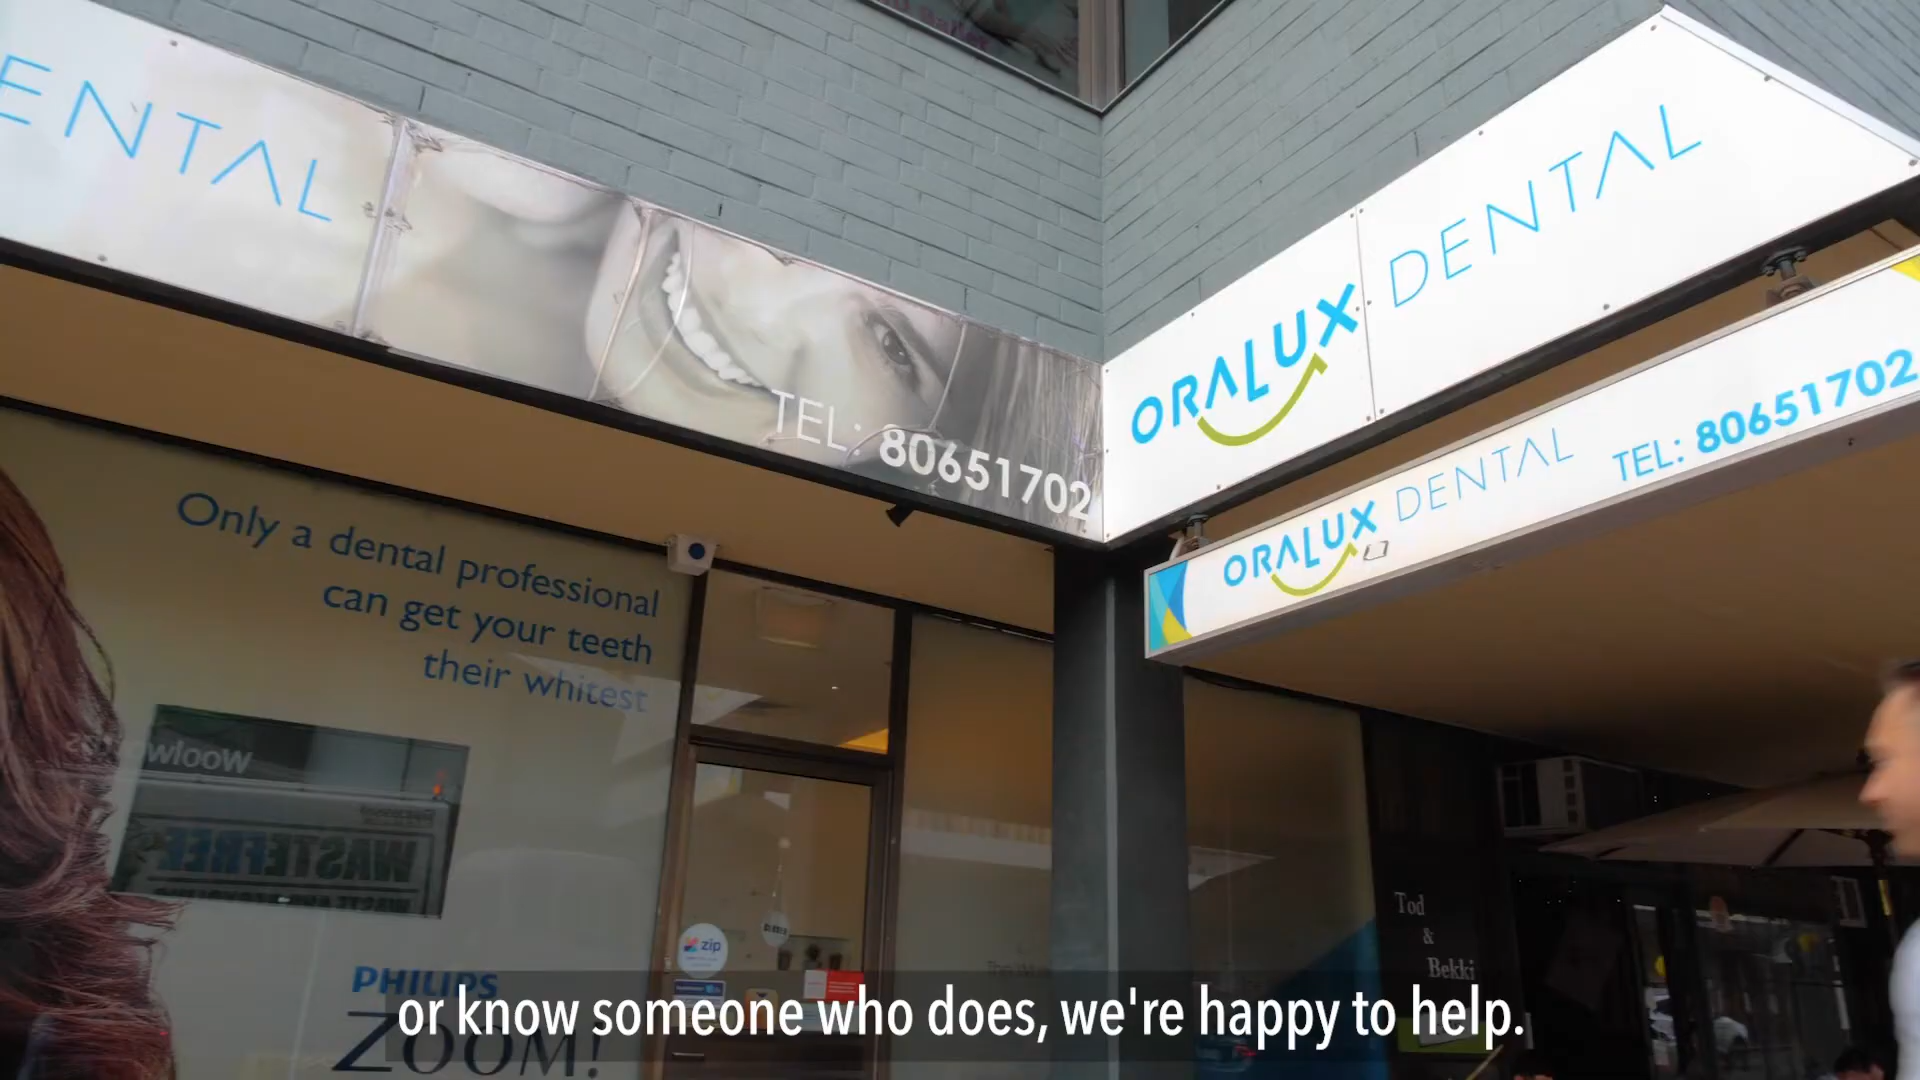 ENTAL
TEL: 80651702
ORALUX DENTAL
ORALUX DENTAL TEL: 80651702
Only a dental professional
can get your teeth
their whitest
Woolwo
WASTEFREE
zip
Tod
&
Bekki
PHILIPS
ZOOM!
or know someone who does, we're happy to help.